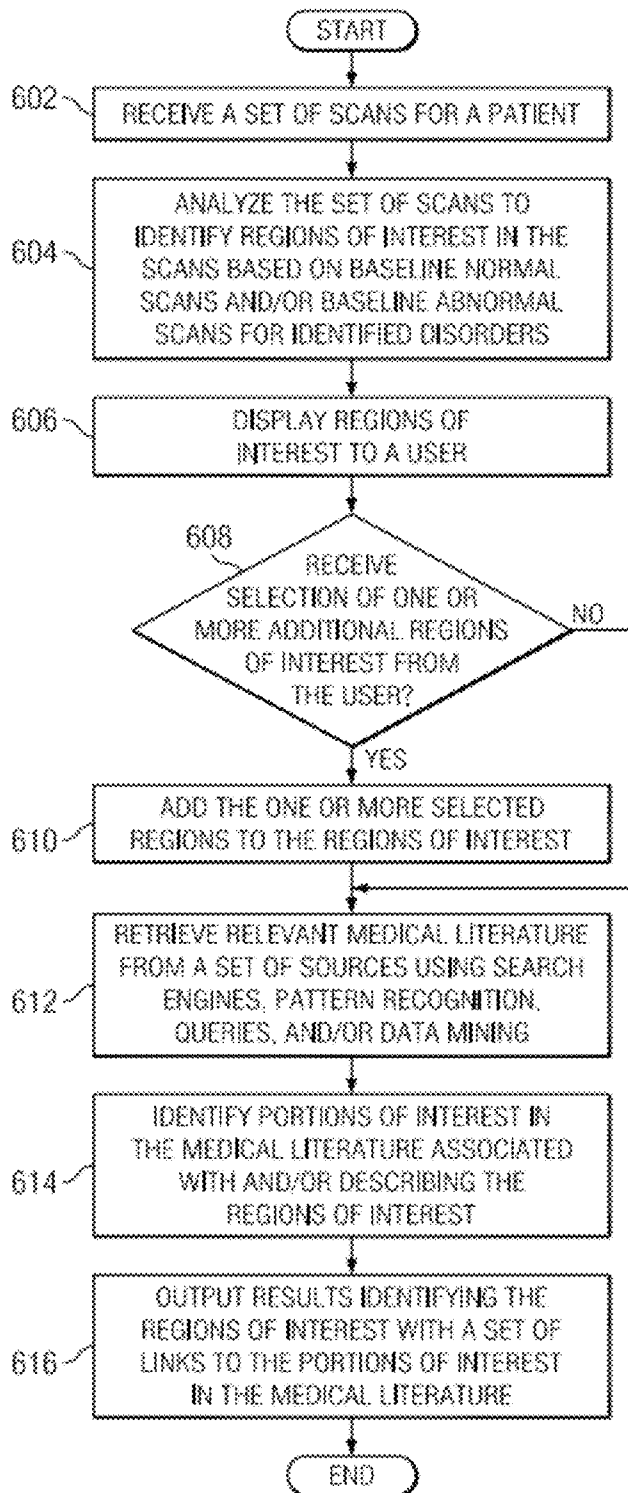 START
602
RECEIVE A SET OF SCANS FOR A PATIENT
604
ANALYZE THE SET OF SCANS TO
IDENTIFY REGIONS OF INTEREST IN THE
SCANS BASED ON BASELINE NORMAL
SCANS AND/OR BASELINE ABNORMAL
SCANS FOR IDENTIFIED DISORDERS
606
DISPLAY REGIONS OF
INTEREST TO A USER
608
RECEIVE
SELECTION OF ONE OR
MORE ADDITIONAL REGIONS
OF INTEREST FROM
THE USER?
NO
YES
610
ADD THE ONE OR MORE SELECTED
REGIONS TO THE REGIONS OF INTEREST
612
RETRIEVE RELEVANT MEDICAL LITERATURE
FROM A SET OF SOURCES USING SEARCH
ENGINES, PATTERN RECOGNITION,
QUERIES, AND/OR DATA MINING
614
IDENTIFY PORTIONS OF INTEREST IN
THE MEDICAL LITERATURE ASSOCIATED
WITH AND/OR DESCRIBING THE
REGIONS OF INTEREST
616
OUTPUT RESULTS IDENTIFYING THE
REGIONS OF INTEREST WITH A SET OF
LINKS TO THE PORTIONS OF INTEREST
IN THE MEDICAL LITERATURE
END